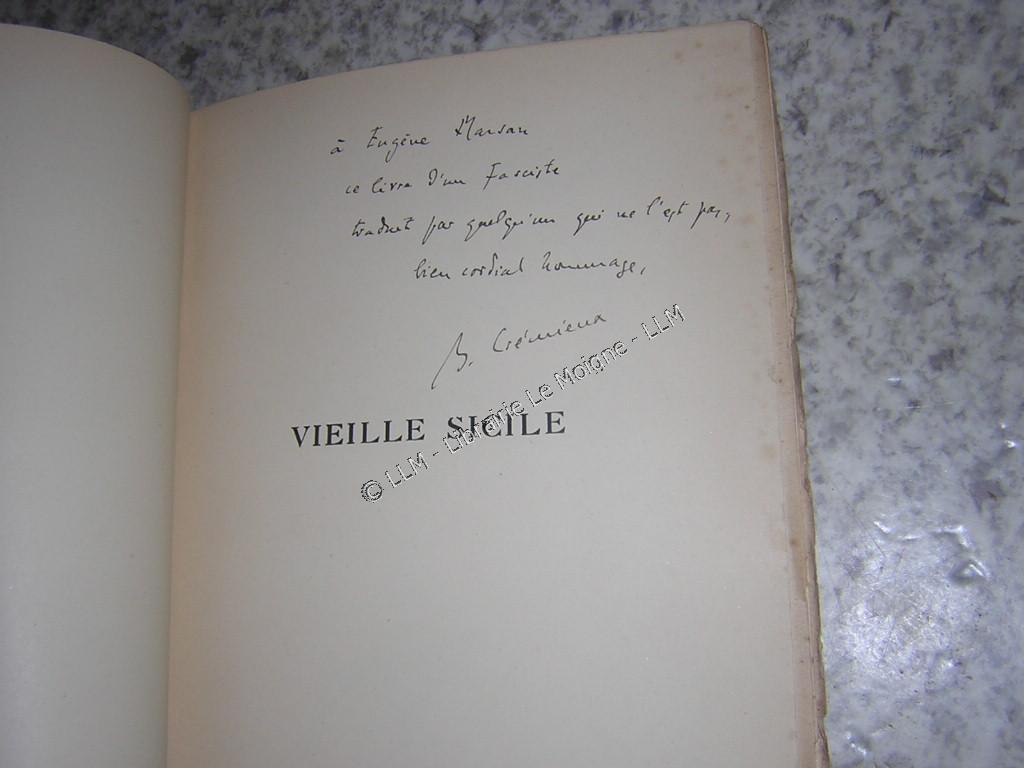 à Eugène Marsan
ce livre d'un Fasciste
traduit par quelqu'un qui ne l'est pas,
bien cordial hommage,
B. Crémieux
VIEILLE SICILE
© LLM - Librairie Le Moigne - LLM